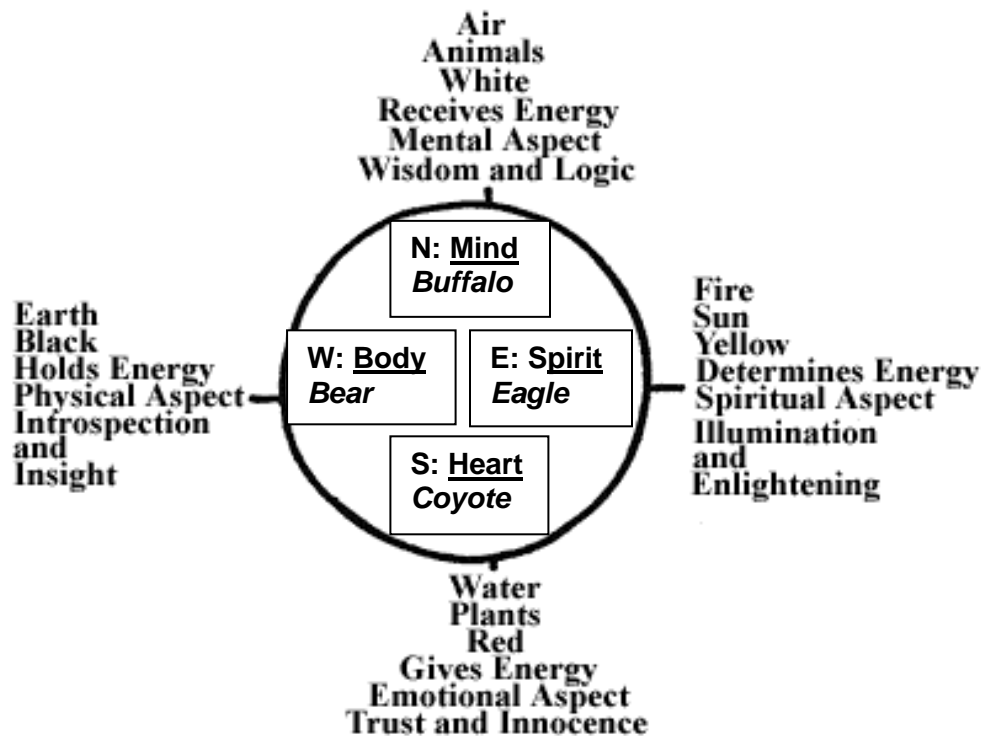 Air
Animals
White
Receives Energy
Mental Aspect
Wisdom and Logic
N: Mind
Buffalo
Earth
Black
Holds Energy
Physical Aspect
Introspection
and
Insight
W: Body
Bear
E: Spirit
Eagle
Fire
Sun
Yellow
Determines Energy
Spiritual Aspect
Illumination
and
Enlightening
S: Heart
Coyote
Water
Plants
Red
Gives Energy
Emotional Aspect
Trust and Innocence